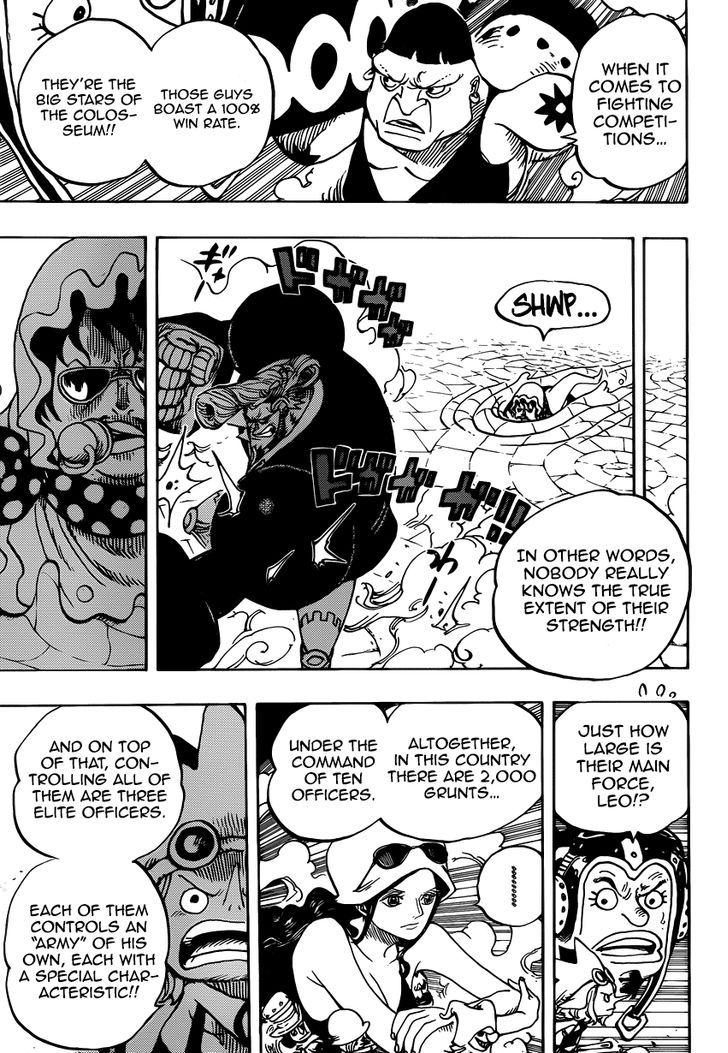 WHEN IT
COMES TO
FIGHTING
COMPETI-
TIONS...
THOSE GUYS
BOAST A 100%
WIN RATE.
THEY'RE THE
BIG STARS OF
THE COLOS-
SEUM!!
SHWP...
IN OTHER WORDS,
NOBODY REALLY
KNOWS THE TRUE
EXTENT OF THEIR
STRENGTH!!
JUST HOW
LARGE IS
THEIR MAIN
FORCE,
LEO!?
ALTOGETHER,
IN THIS COUNTRY
THERE ARE 2,000
GRUNTS...
UNDER THE
COMMAND
OF TEN
OFFICERS.
AND ON TOP
OF THAT, CON-
TROLLING ALL OF
THEM ARE THREE
ELITE OFFICERS.
EACH OF THEM
CONTROLS AN
"ARMY" OF HIS
OWN, EACH WITH
A SPECIAL CHAR-
ACTERISTIC!!